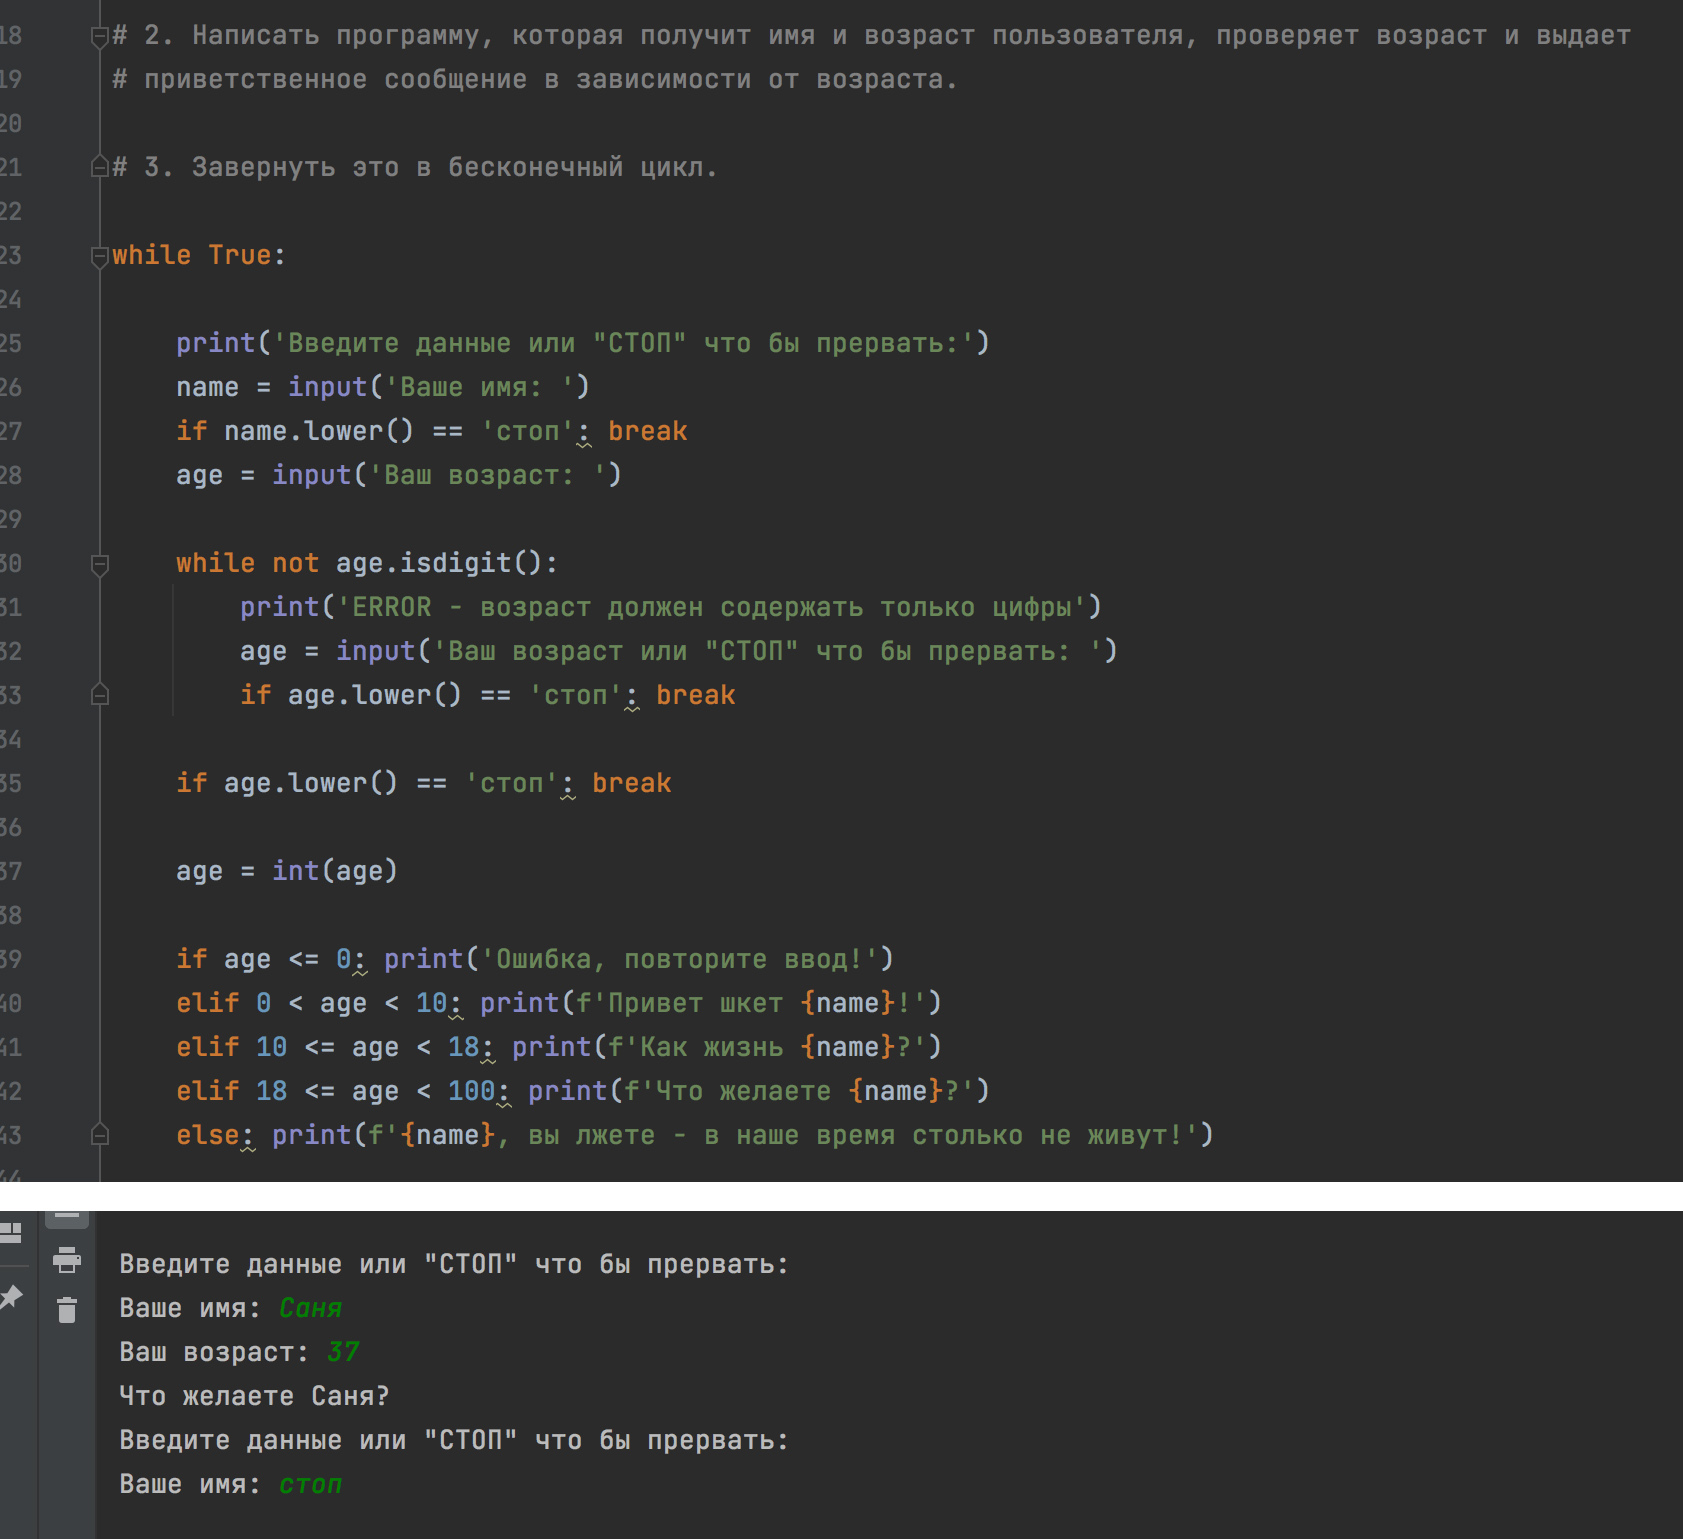 18 # 2. Написать программу, которая получит имя и возраст пользователя, проверяет возраст и выдает
19 # приветственное сообщение в зависимости от возраста.
20
21 # 3. Завернуть это в бесконечный цикл.
22
23 while True:
24
25     print('Введите данные или "СТОП" что бы прервать:')
26     name = input('Ваше имя: ')
27     if name.lower() == 'стоп': break
28     age = input('Ваш возраст: ')
29
30     while not age.isdigit():
31         print('ERROR - возраст должен содержать только цифры')
32         age = input('Ваш возраст или "СТОП" что бы прервать: ')
33         if age.lower() == 'стоп': break
34
35     if age.lower() == 'стоп': break
36
37     age = int(age)
38
39     if age <= 0: print('Ошибка, повторите ввод!')
40     elif 0 < age < 10: print(f'Привет шкет {name}!')
41     elif 10 <= age < 18: print(f'Как жизнь {name}?')
42     elif 18 <= age < 100: print(f'Что желаете {name}?')
43     else: print(f'{name}, вы лжете - в наше время столько не живут!')
44
Введите данные или "СТОП" что бы прервать:
Ваше имя: Саня
Ваш возраст: 37
Что желаете Саня?
Введите данные или "СТОП" что бы прервать:
Ваше имя: стоп